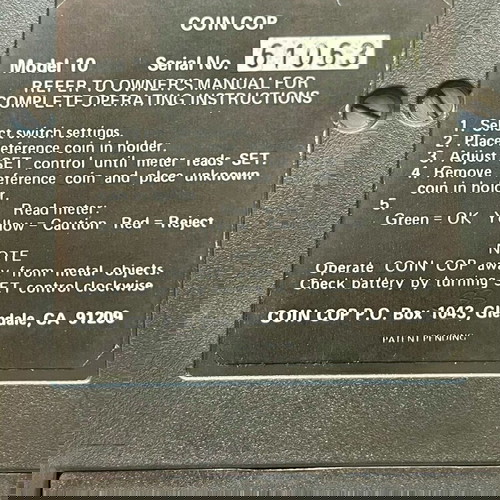 COIN COP
Model 10 Serial No.
REFER TO OWNER'S MANUAL FOR
COMPLETE OPERATING INSTRUCTIONS
1. Select switch settings.
2. Place reference coin in holder.
3. Adjust SET control until meter reads SET
4. Remove reference coin and place unknown
coin in holder.
5. Read meter:
Green = OK Yellow = Caution Red = Reject
NOTE
Operate COIN COP away from metal objects
Check battery by turning SET control clockwise
COIN COP P.O. Box Glendale, CA 91209
PATENT PENDING